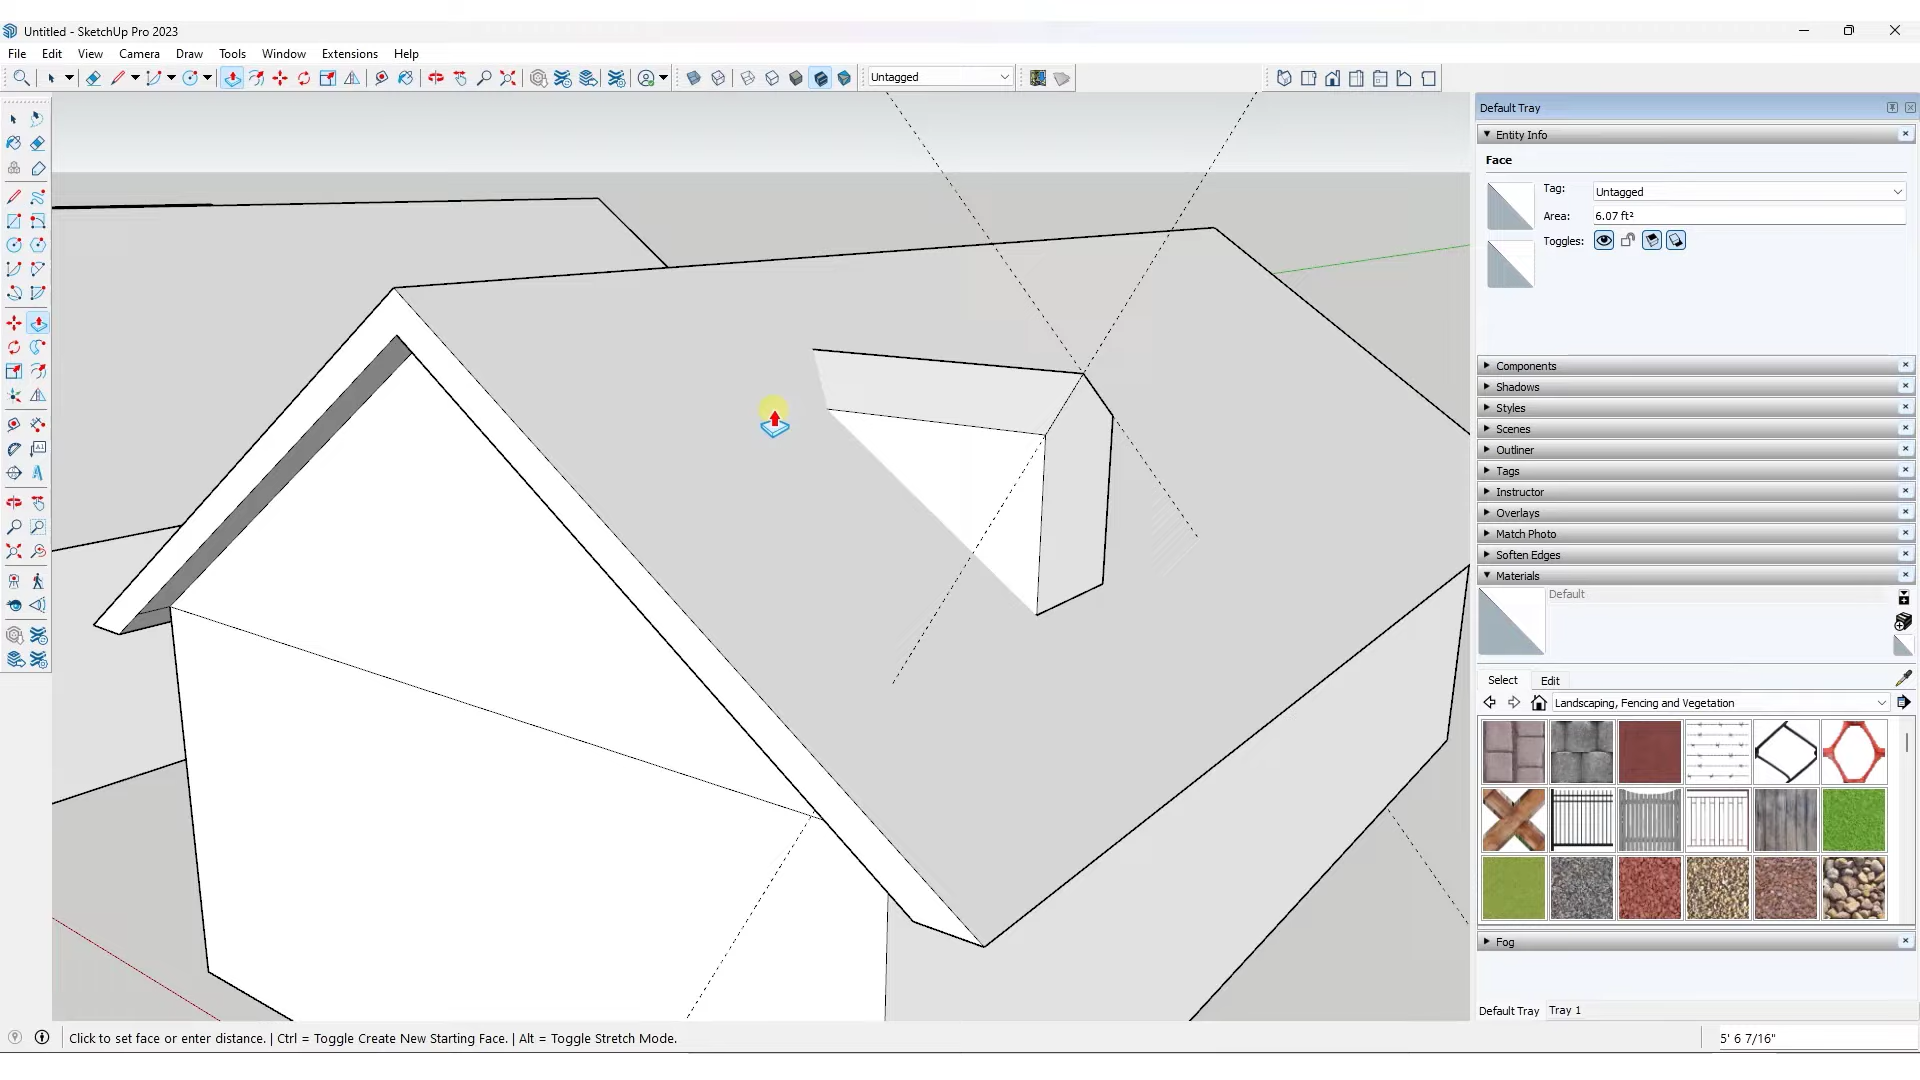 Untitled - SketchUp Pro 2023
File Edit View Camera Draw Tools Window Extensions Help
Untagged
Default Tray
Entity Info
Face
Tag: Untagged
Area: 6.07 ft²
Toggles:
Components
Shadows
Styles
Scenes
Outliner
Tags
Instructor
Overlays
Match Photo
Soften Edges
Materials
Default
Select Edit
Landscaping, Fencing and Vegetation
Fog
Default Tray Tray 1
Click to set face or enter distance. | Ctrl = Toggle Create New Starting Face. | Alt = Toggle Stretch Mode.
5' 6 7/16"